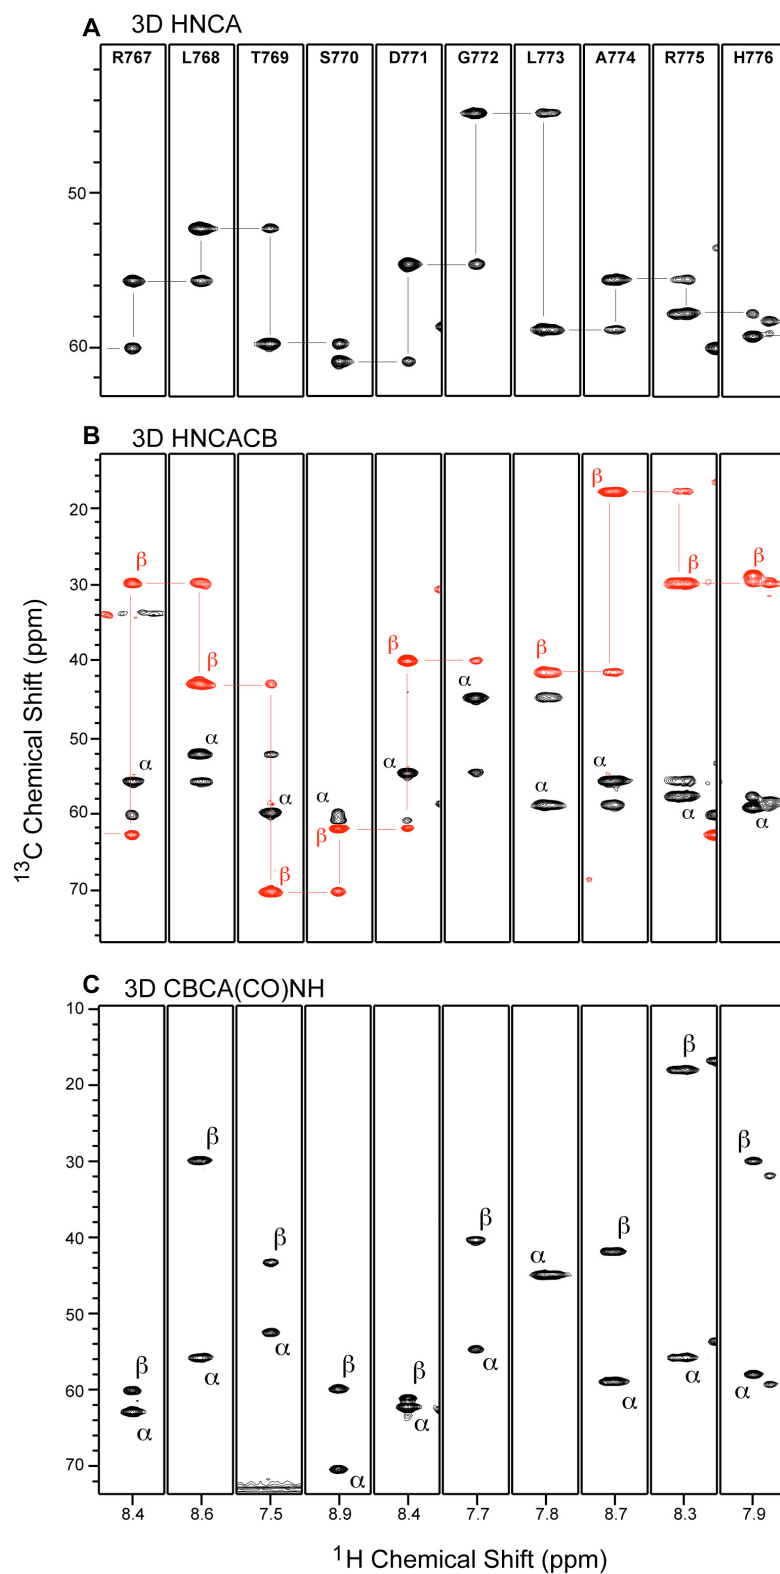 A 3D HNCA
R767 L768 T769 S770 D771 G772 L773 A774 R775 H776
50
60
B 3D HNCACB
20
30
40
50
60
70
β
α
β
α
α
β
α
β
β
α
α
β
α
β
α
β
α
β
α
13C Chemical Shift (ppm)
C 3D CBCA(CO)NH
10
20
30
40
50
60
70
β
α
β
α
β
α
β
α
β
α
β
α
α
β
α
β
α
β
α
8.4 8.6 7.5 8.9 8.4 7.7 7.8 8.7 8.3 7.9
1H Chemical Shift (ppm)